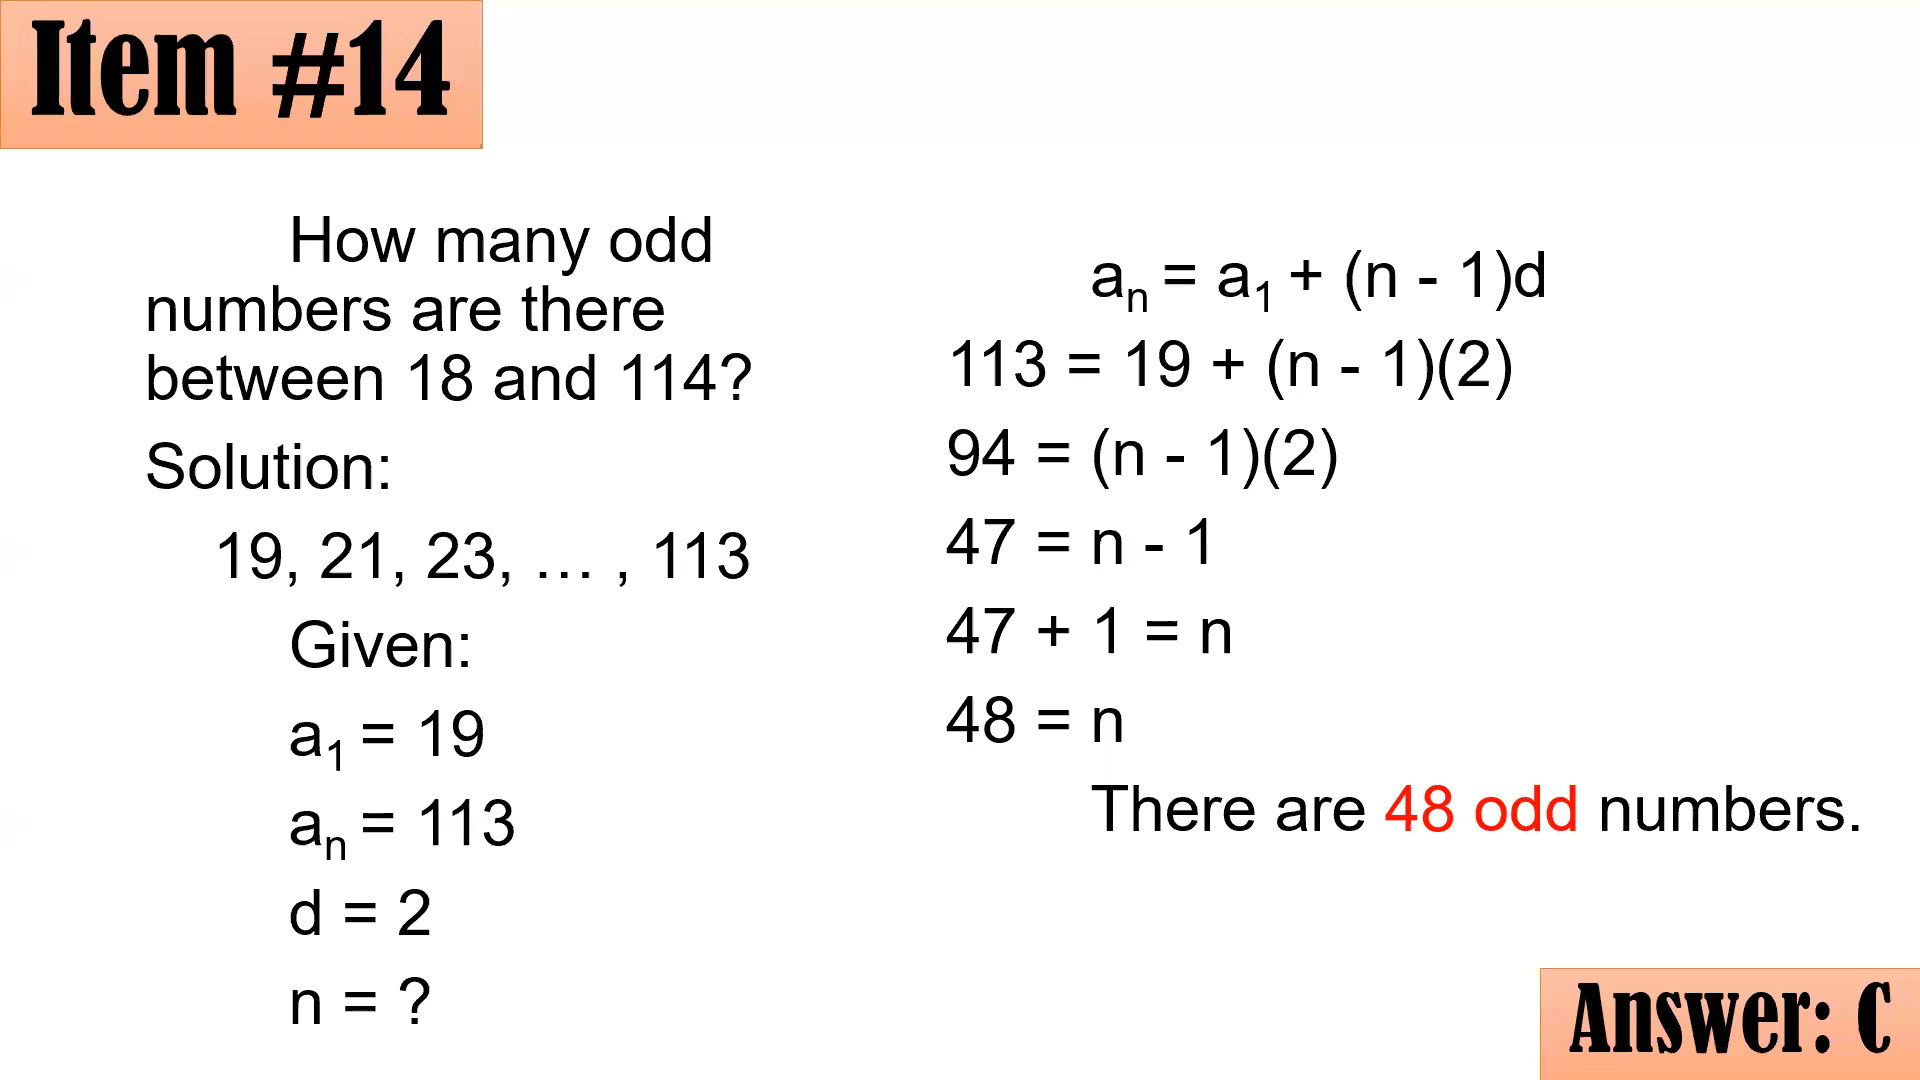 Item #14
How many odd
numbers are there
between 18 and 114?
Solution:
19, 21, 23, … , 113
Given:
a₁ = 19
aₙ = 113
d = 2
n = ?
aₙ = a₁ + (n - 1)d
113 = 19 + (n - 1)(2)
94 = (n - 1)(2)
47 = n - 1
47 + 1 = n
48 = n
There are 48 odd numbers.
Answer: C